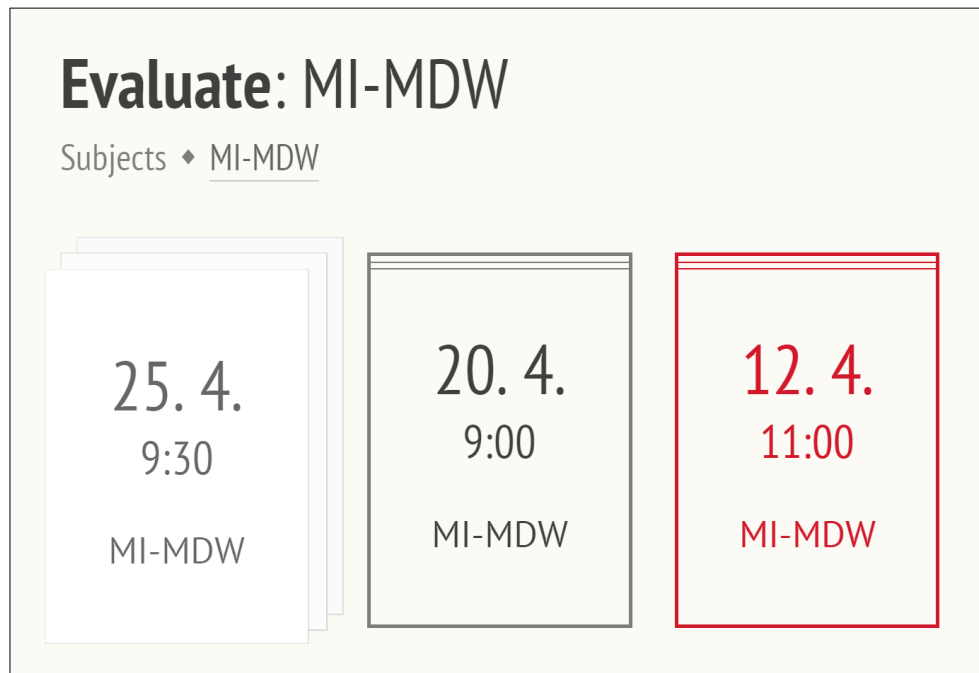 Evaluate: MI-MDW
Subjects ◆ MI-MDW
25. 4.
9:30
MI-MDW
20. 4.
9:00
MI-MDW
12. 4.
11:00
MI-MDW